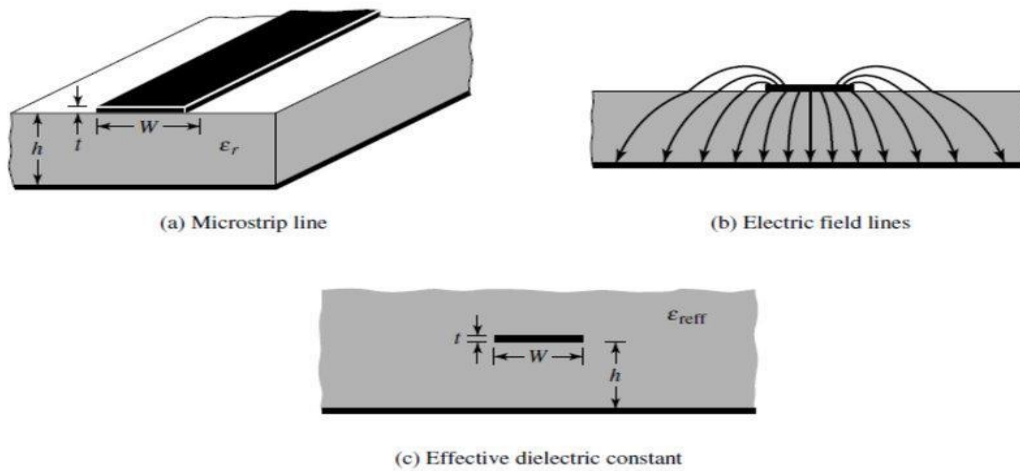 t
W
h
εr
(a) Microstrip line
(b) Electric field lines
εreff
t
W
h
(c) Effective dielectric constant